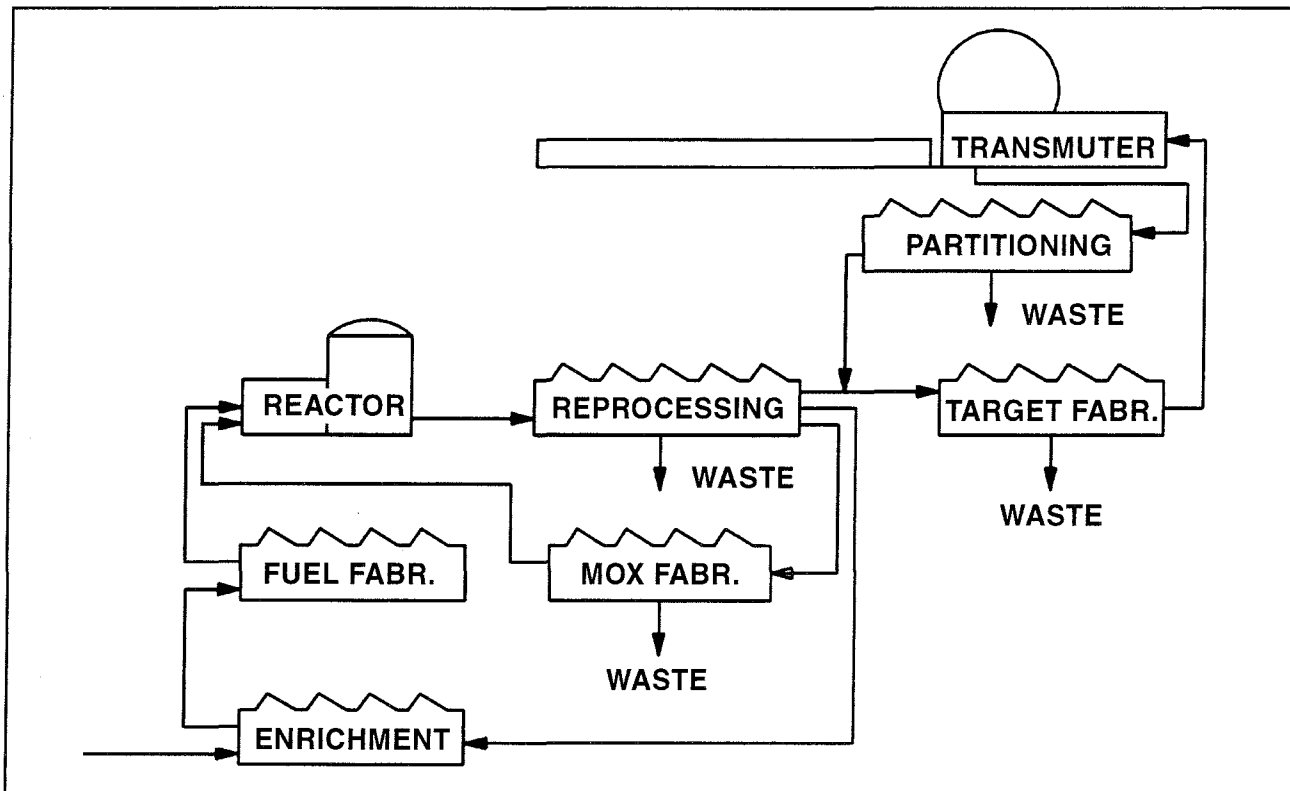 TRANSMUTER
PARTITIONING
WASTE
REACTOR
REPROCESSING
TARGET FABR.
WASTE
WASTE
FUEL FABR.
MOX FABR.
WASTE
ENRICHMENT